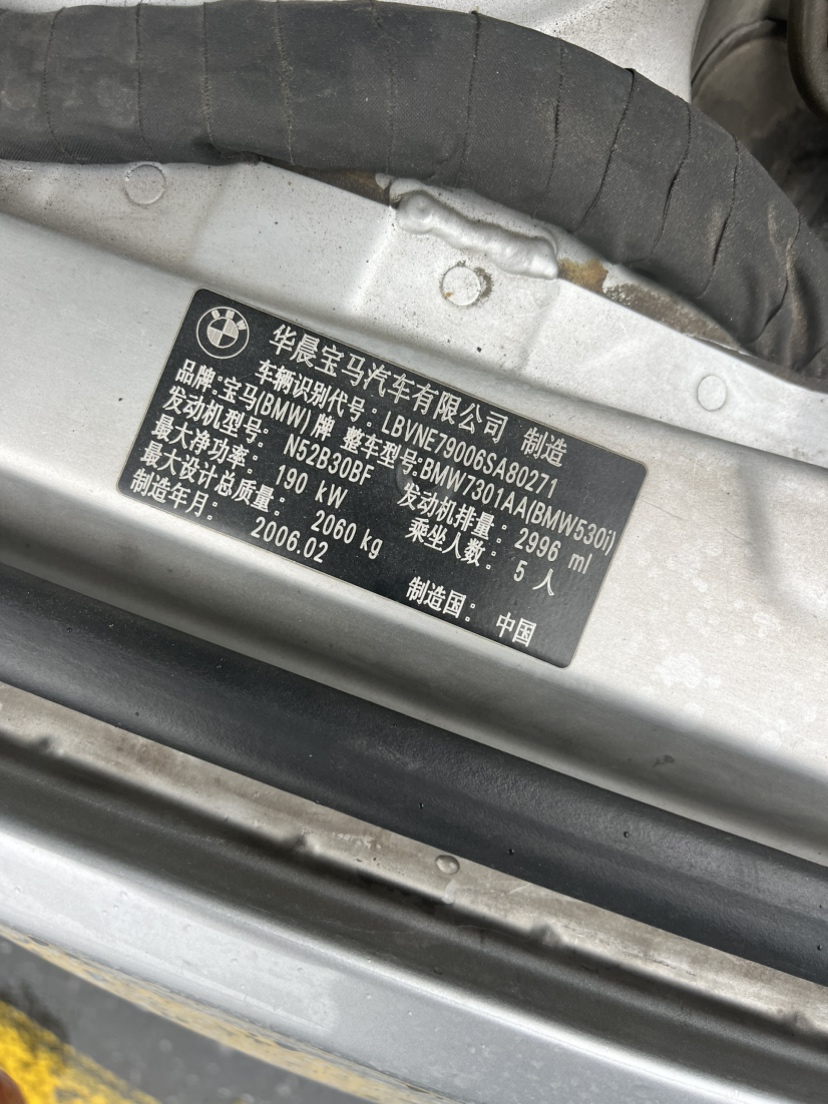 BMW
华晨宝马汽车有限公司 制造
车辆识别代号：LBVNE79006SA80271
品牌：宝马(BMW)牌 整车型号：BMW7301AA(BMW530i)
发动机型号： N52B30BF 发动机排量： 2996 ml
最大净功率： 190 kW 乘坐人数： 5 人
最大设计总质量： 2060 kg
制造年月： 2006.02 制造国： 中国